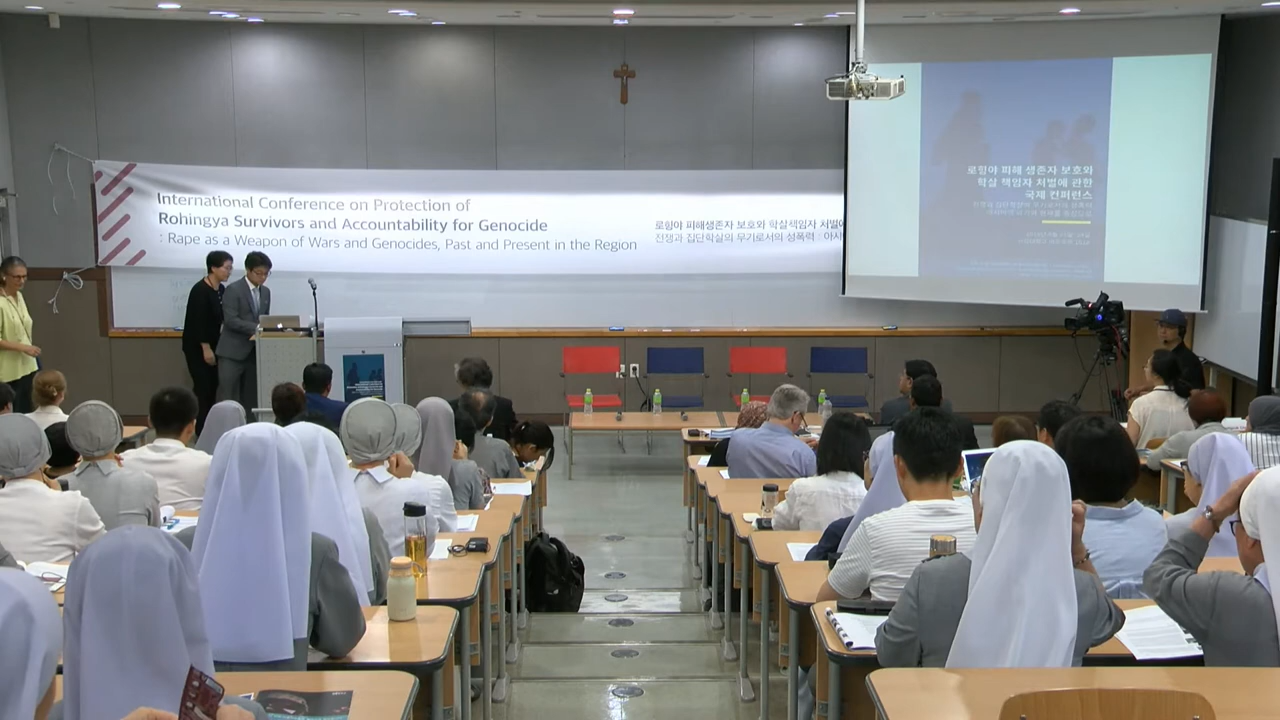 International Conference on Protection of
Rohingya Survivors and Accountability for Genocide
: Rape as a Weapon of Wars and Genocides, Past and Present in the Region
로힝야 피해생존자 보호와 학살책임자 처벌에
전쟁과 집단학살의 무기로서의 성폭력 : 아시
로힝야 피해 생존자 보호와
학살 책임자 처벌에 관한
국제 컨퍼런스